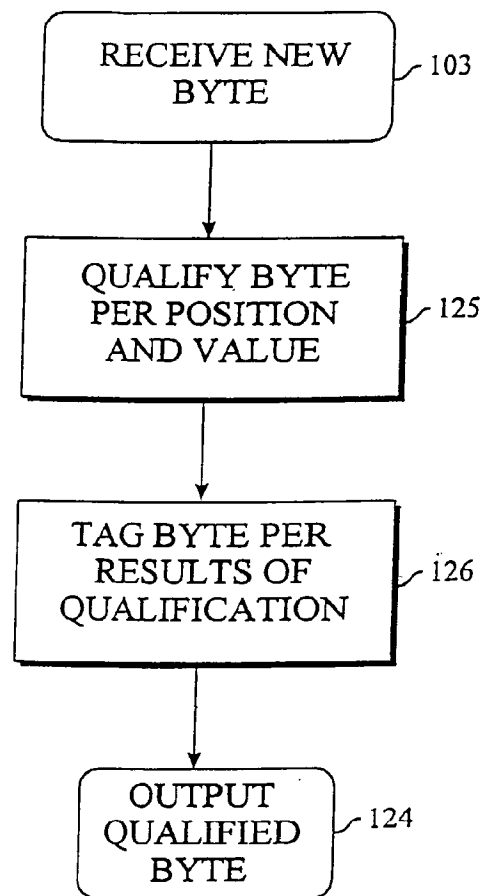 RECEIVE NEW
BYTE
103
QUALIFY BYTE
PER POSITION
AND VALUE
125
TAG BYTE PER
RESULTS OF
QUALIFICATION
126
OUTPUT
QUALIFIED
BYTE
124